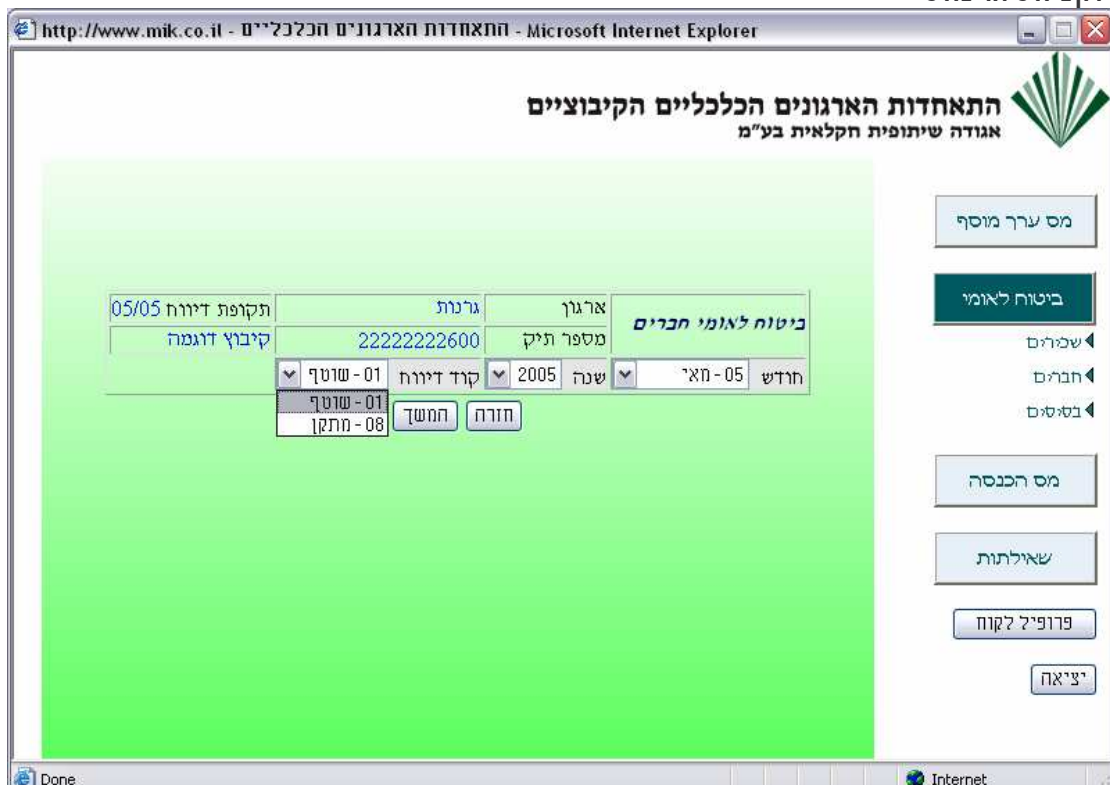 http://www.mik.co.il - התאחדות הארגונים הכלכליים - Microsoft Internet Explorer
התאחדות הארגונים הכלכליים הקיבוציים
אגודה שיתופית חקלאית בע"מ
מס ערך מוסף
ביטוח לאומי
שכירים
חברים
בסיסים
מס הכנסה
שאילתות
פרופיל לקוח
יציאה
ביטוח לאומי חברים
ארגון גרנות תקופת דיווח 05/05
מספר תיק 22222222600 קיבוץ דוגמה
חודש 05 - מאי שנה 2005 קוד דיווח 01 - שוטף
01 - שוטף
08 - מתקן
חזרה המשך
Done Internet